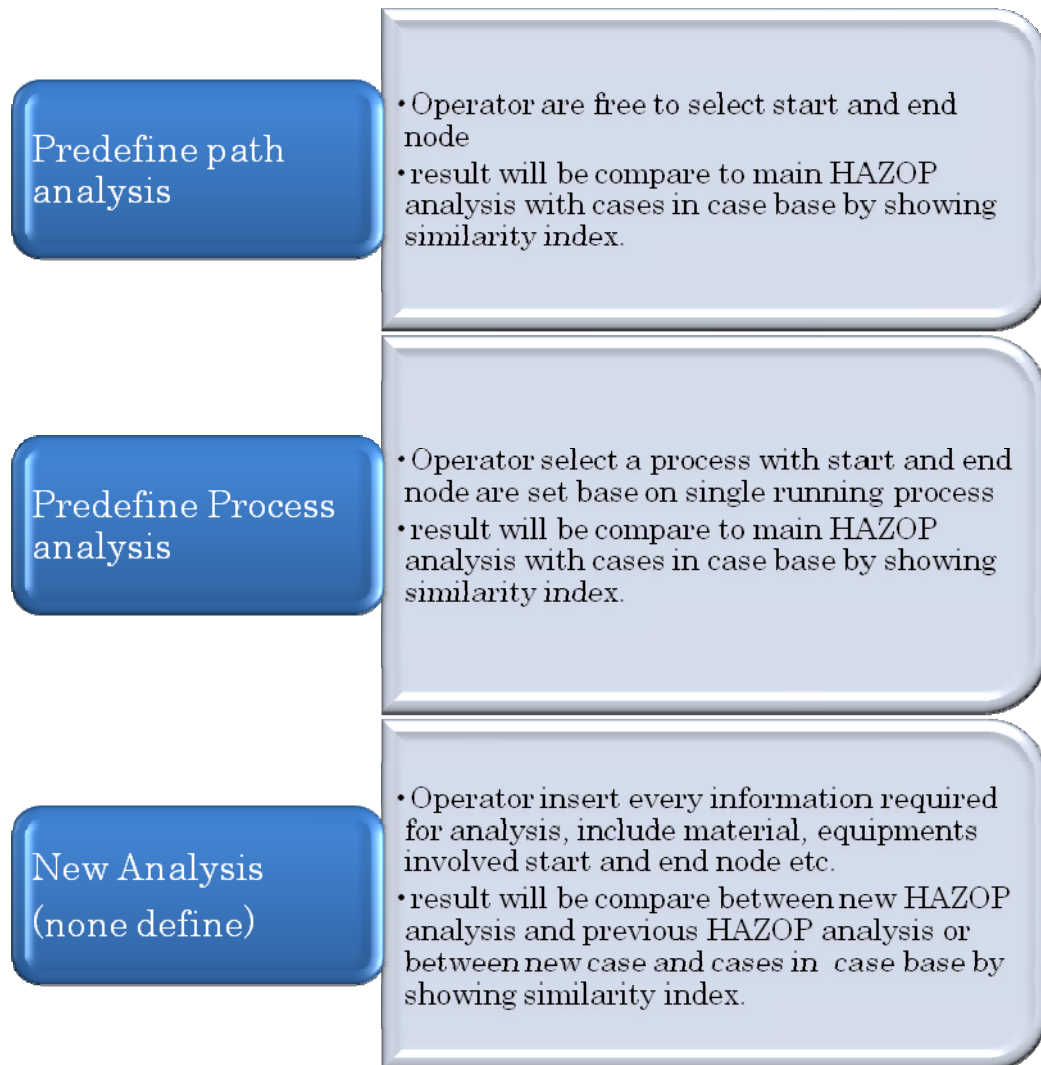 Predefine path
analysis
• Operator are free to select start and end
node
• result will be compare to main HAZOP
analysis with cases in case base by showing
similarity index.
Predefine Process
analysis
• Operator select a process with start and end
node are set base on single running process
• result will be compare to main HAZOP
analysis with cases in case base by showing
similarity index.
New Analysis
(none define)
• Operator insert every information required
for analysis, include material, equipments
involved start and end node etc.
• result will be compare between new HAZOP
analysis and previous HAZOP analysis or
between new case and cases in case base by
showing similarity index.